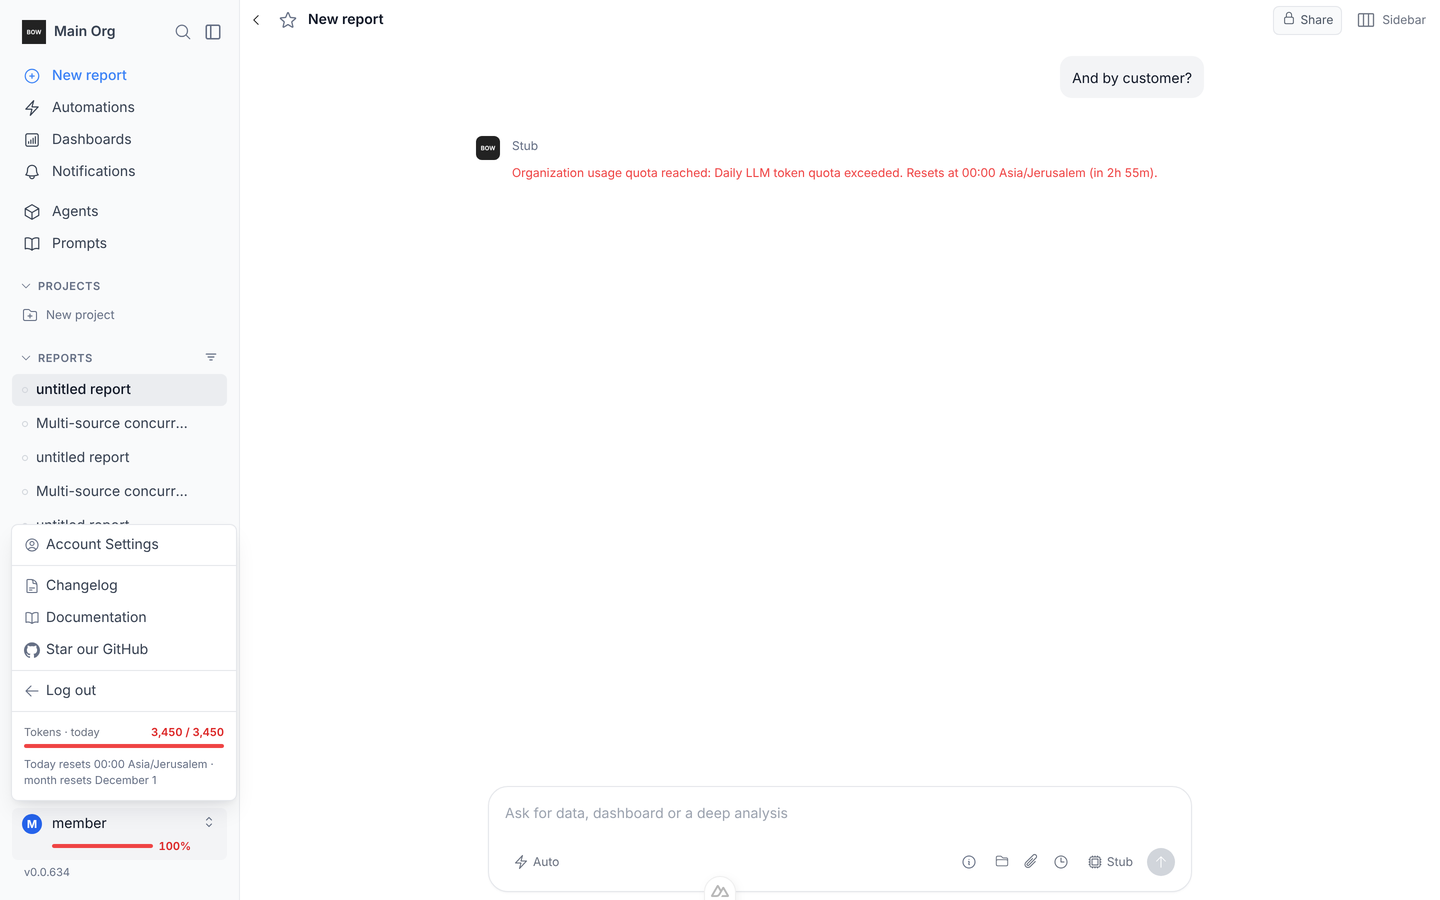 BOW
Main Org
New report
Automations
Dashboards
Notifications
Agents
Prompts
PROJECTS
New project
REPORTS
untitled report
Multi-source concurr...
untitled report
Multi-source concurr...
untitled report
Account Settings
Changelog
Documentation
Star our GitHub
Log out
Tokens · today 3,450 / 3,450
Today resets 00:00 Asia/Jerusalem ·
month resets December 1
M member
100%
v0.0.634
New report
Share
Sidebar
And by customer?
BOW
Stub
Organization usage quota reached: Daily LLM token quota exceeded. Resets at 00:00 Asia/Jerusalem (in 2h 55m).
Ask for data, dashboard or a deep analysis
Auto
Stub